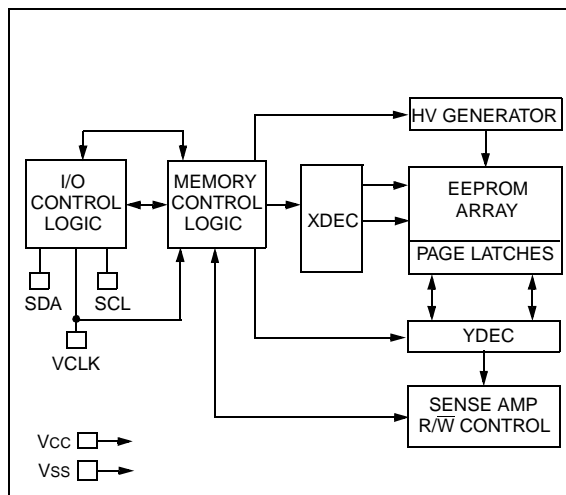 HV GENERATOR
I/O
CONTROL
LOGIC
MEMORY
CONTROL
LOGIC
XDEC
EEPROM
ARRAY
PAGE LATCHES
SDA
SCL
VCLK
YDEC
SENSE AMP
R/W̅ CONTROL
Vcc
Vss